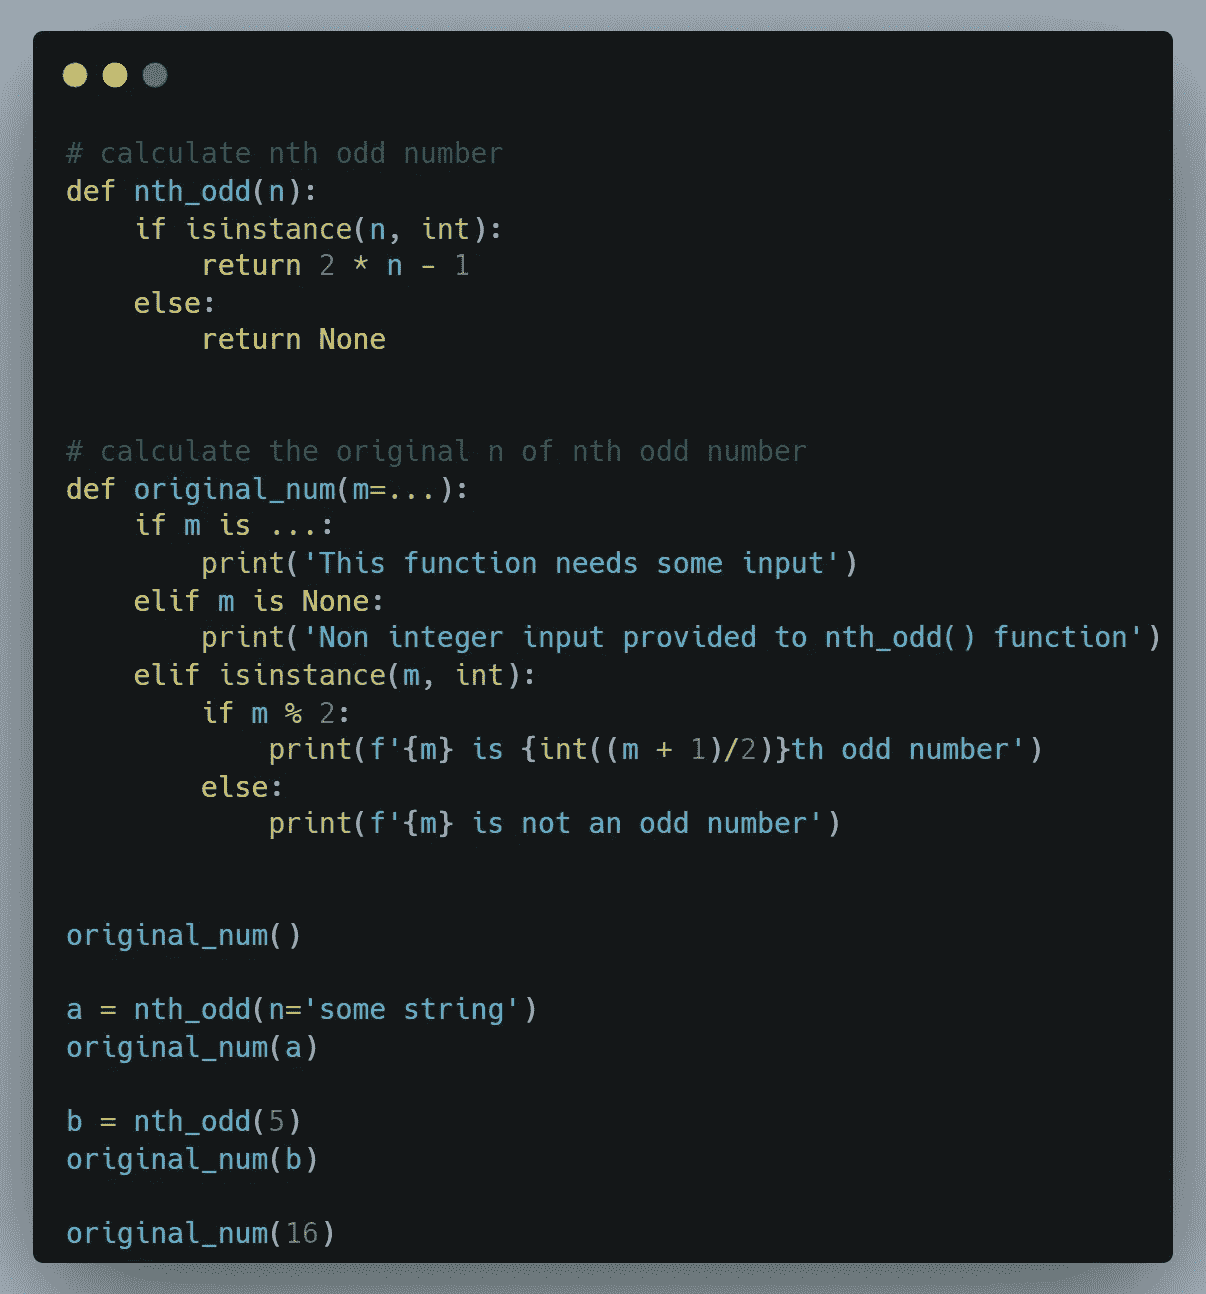 # calculate nth odd number
def nth_odd(n):
    if isinstance(n, int):
        return 2 * n - 1
    else:
        return None
# calculate the original n of nth odd number
def original_num(m=...):
    if m is ...:
        print('This function needs some input')
    elif m is None:
        print('Non integer input provided to nth_odd() function')
    elif isinstance(m, int):
        if m % 2:
            print(f'{m} is {int((m + 1)/2)}th odd number')
        else:
            print(f'{m} is not an odd number')
original_num()
a = nth_odd(n='some string')
original_num(a)
b = nth_odd(5)
original_num(b)
original_num(16)